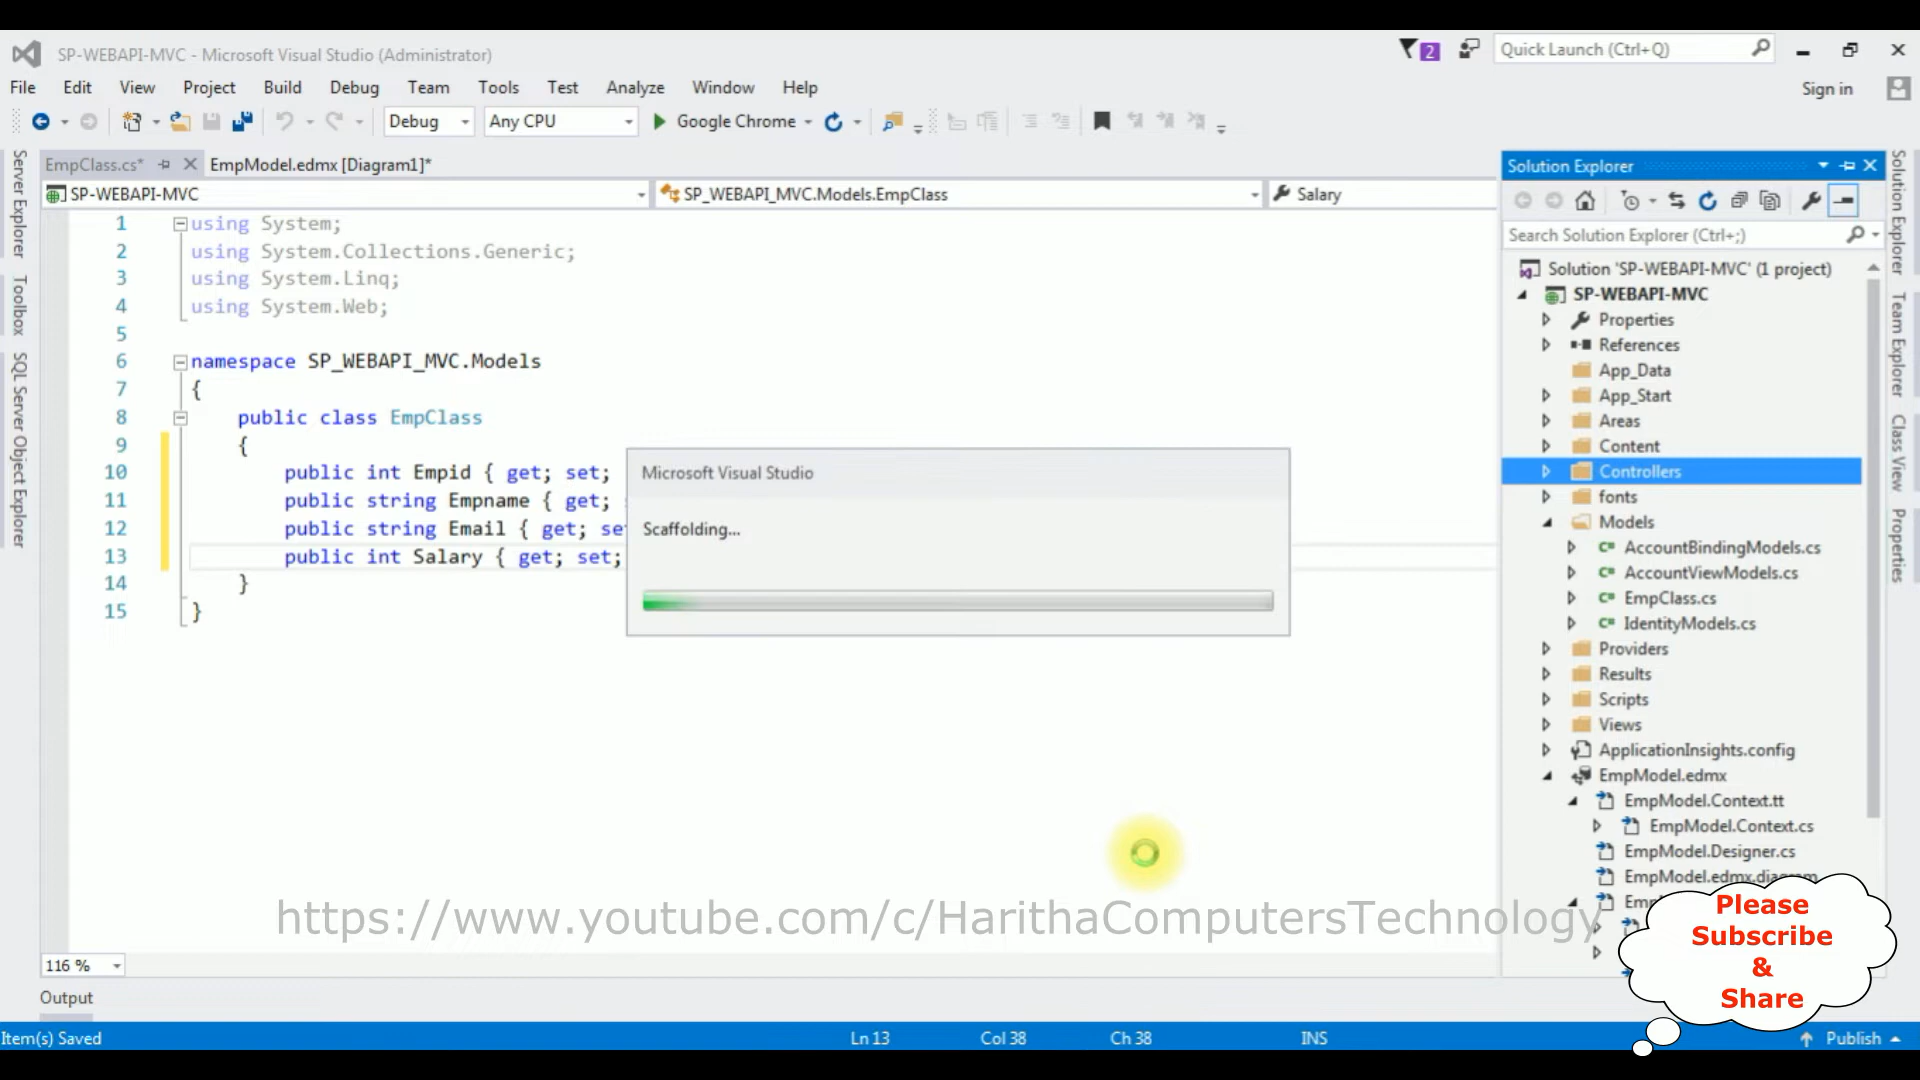 SP-WEBAPI-MVC - Microsoft Visual Studio (Administrator)
2
Quick Launch (Ctrl+Q)
File Edit View Project Build Debug Team Tools Test Analyze Window Help
Sign in
Debug Any CPU Google Chrome
EmpClass.cs* EmpModel.edmx [Diagram1]*
SP-WEBAPI-MVC SP_WEBAPI_MVC.Models.EmpClass Salary
Server Explorer
Toolbox
SQL Server Object Explorer
1 using System;
2 using System.Collections.Generic;
3 using System.Linq;
4 using System.Web;
5
6 namespace SP_WEBAPI_MVC.Models
7 {
8 public class EmpClass
9 {
10 public int Empid { get; set;
11 public string Empname { get;
12 public string Email { get; se
13 public int Salary { get; set;
14 }
15 }
Microsoft Visual Studio
Scaffolding...
Solution Explorer
Search Solution Explorer (Ctrl+;)
Solution 'SP-WEBAPI-MVC' (1 project)
SP-WEBAPI-MVC
Properties
References
App_Data
App_Start
Areas
Content
Controllers
fonts
Models
AccountBindingModels.cs
AccountViewModels.cs
EmpClass.cs
IdentityModels.cs
Providers
Results
Scripts
Views
ApplicationInsights.config
EmpModel.edmx
EmpModel.Context.tt
EmpModel.Context.cs
EmpModel.Designer.cs
EmpModel.edmx.diagram
Solution Explorer
Team Explorer
Class View
Properties
https://www.youtube.com/c/HarithaComputersTechnology
Please
Subscribe
&
Share
116 %
Output
Item(s) Saved Ln 13 Col 38 Ch 38 INS Publish